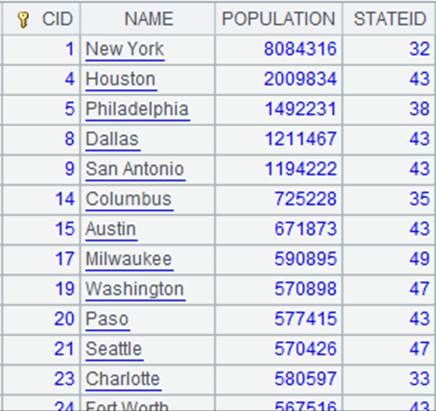 CID NAME POPULATION STATEID
1 New York 8084316 32
4 Houston 2009834 43
5 Philadelphia 1492231 38
8 Dallas 1211467 43
9 San Antonio 1194222 43
14 Columbus 725228 35
15 Austin 671873 43
17 Milwaukee 590895 49
19 Washington 570898 47
20 Paso 577415 43
21 Seattle 570426 47
23 Charlotte 580597 33
24 Fort Worth 567516 43